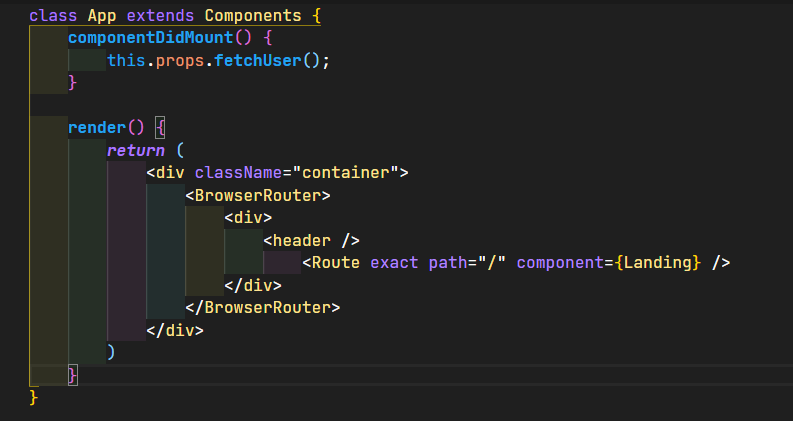 class App extends Components {
    componentDidMount() {
        this.props.fetchUser();
    }

    render() {
        return (
            <div className="container">
                <BrowserRouter>
                    <div>
                        <header />
                            <Route exact path="/" component={Landing} />
                    </div>
                </BrowserRouter>
            </div>
        )
    }
}